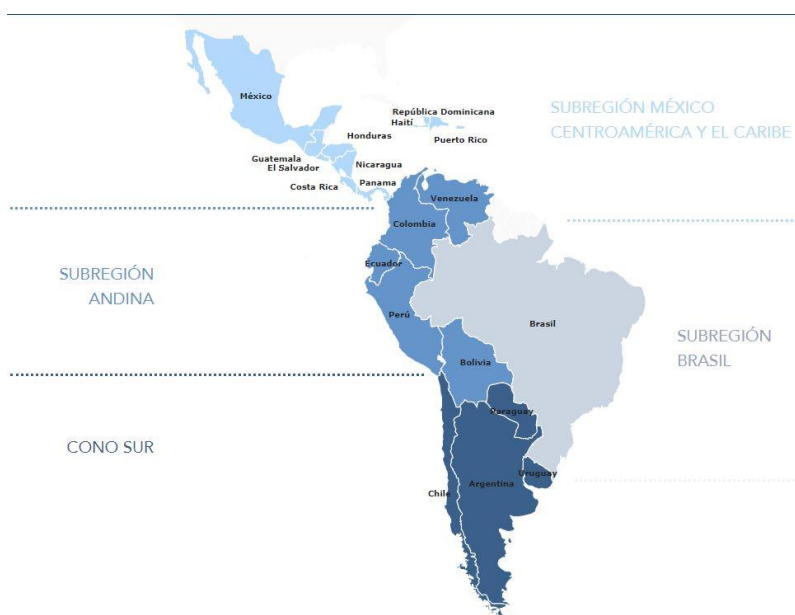 México
República Dominicana
Haití
SUBREGIÓN MÉXICO
CENTROAMÉRICA Y EL CARIBE
Honduras
Puerto Rico
Guatemala
El Salvador
Nicaragua
Costa Rica
Panama
Venezuela
Colombia
Ecuador
SUBREGIÓN
ANDINA
Perú
Brasil
SUBREGIÓN
BRASIL
Bolivia
Paraguay
CONO SUR
Uruguay
Argentina
Chile